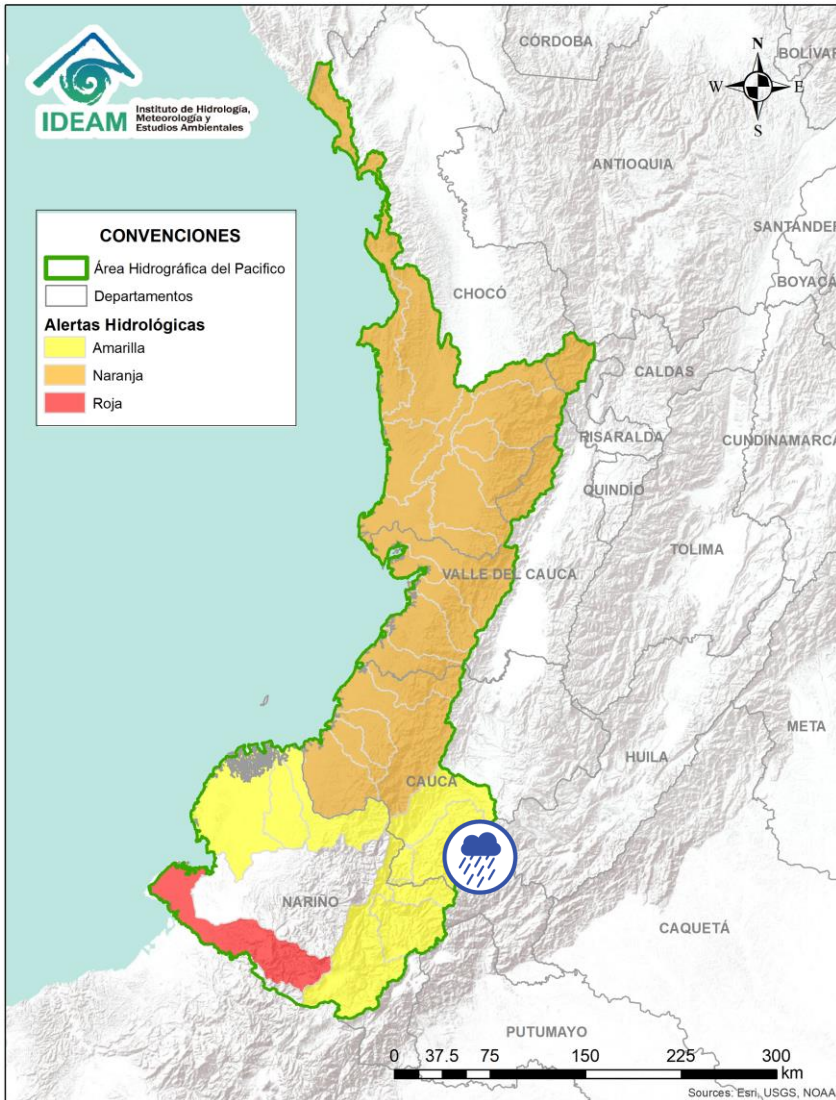 IDEAM
Instituto de Hidrología,
Meteorología y
Estudios Ambientales
CÓRDOBA
BOLÍVAR
N
W E
S
ANTIOQUIA
CONVENCIONES
Área Hidrográfica del Pacifico
Departamentos
Alertas Hidrológicas
Amarilla
Naranja
Roja
SANTANDER
BOYACÁ
CHOCÓ
CALDAS
RISARALDA
CUNDINAMARCA
QUINDÍO
TOLIMA
VALLE DEL CAUCA
META
HUILA
CAUCA
NARIÑO
CAQUETÁ
PUTUMAYO
0 37.5 75 150 225 300
km
Sources: Esri, USGS, NOAA